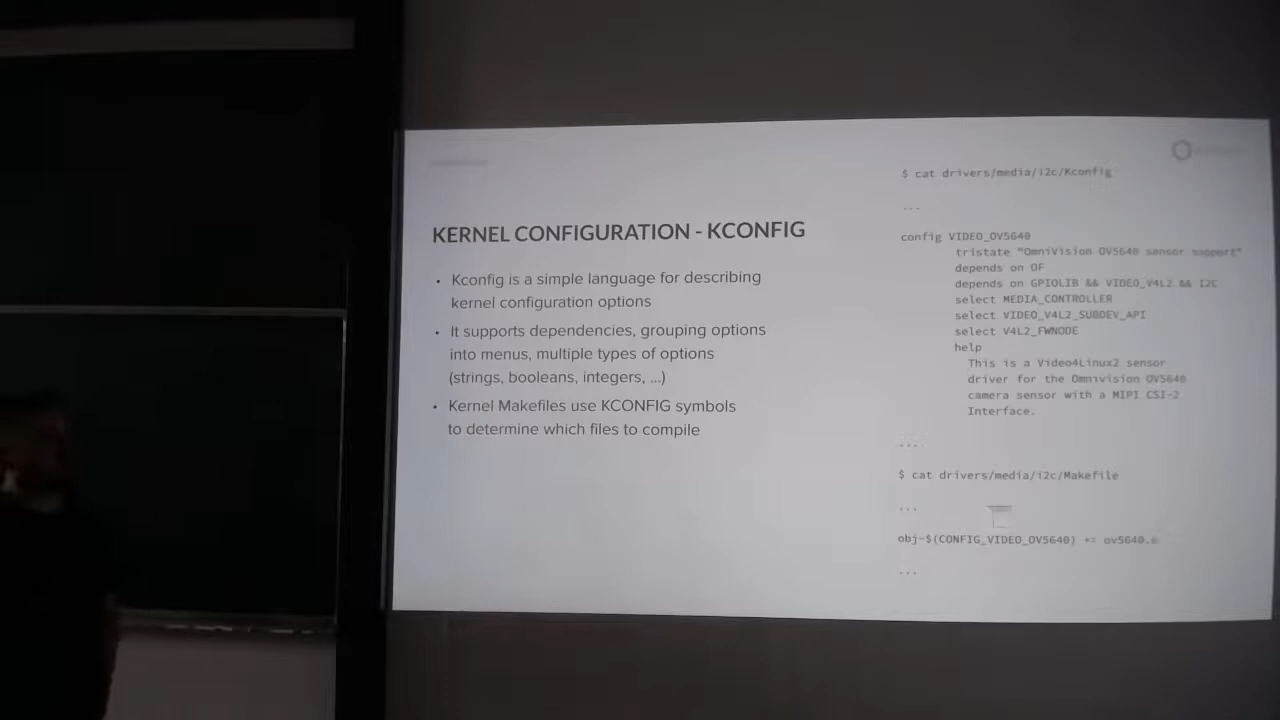 KERNEL CONFIGURATION - KCONFIG
• Kconfig is a simple language for describing
kernel configuration options
• It supports dependencies, grouping options
into menus, multiple types of options
(strings, booleans, integers, ...)
• Kernel Makefiles use KCONFIG symbols
to determine which files to compile
$ cat drivers/media/i2c/Kconfig
...
config VIDEO_OV5640
tristate "OmniVision OV5640 sensor support"
depends on OF
depends on GPIOLIB && VIDEO_V4L2 && I2C
select MEDIA_CONTROLLER
select VIDEO_V4L2_SUBDEV_API
select V4L2_FWNODE
help
This is a Video4Linux2 sensor
driver for the Omnivision OV5640
camera sensor with a MIPI CSI-2
Interface.
....
$ cat drivers/media/i2c/Makefile
...
obj-$(CONFIG_VIDEO_OV5640) += ov5640.o
...